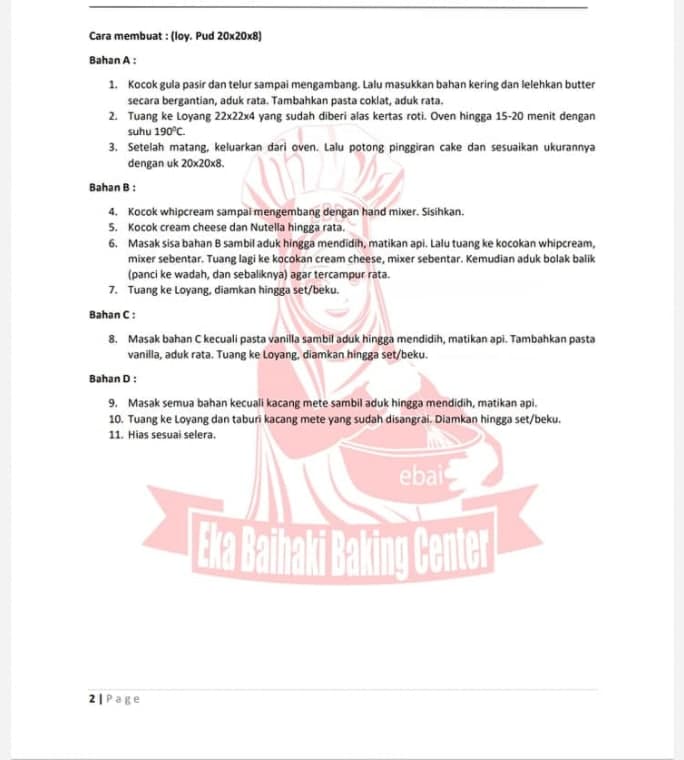 Cara membuat : (loy. Pud 20x20x8)
Bahan A :
1. Kocok gula pasir dan telur sampai mengambang. Lalu masukkan bahan kering dan lelehkan butter
secara bergantian, aduk rata. Tambahkan pasta coklat, aduk rata.
2. Tuang ke Loyang 22x22x4 yang sudah diberi alas kertas roti. Oven hingga 15-20 menit dengan
suhu 190°C.
3. Setelah matang, keluarkan dari oven. Lalu potong pinggiran cake dan sesuaikan ukurannya
dengan uk 20x20x8.
Bahan B :
4. Kocok whipcream sampai mengembang dengan hand mixer. Sisihkan.
5. Kocok cream cheese dan Nutella hingga rata.
6. Masak sisa bahan B sambil aduk hingga mendidih, matikan api. Lalu tuang ke kocokan whipcream,
mixer sebentar. Tuang lagi ke kocokan cream cheese, mixer sebentar. Kemudian aduk bolak balik
(panci ke wadah, dan sebaliknya) agar tercampur rata.
7. Tuang ke Loyang, diamkan hingga set/beku.
Bahan C :
8. Masak bahan C kecuali pasta vanilla sambil aduk hingga mendidih, matikan api. Tambahkan pasta
vanilla, aduk rata. Tuang ke Loyang, diamkan hingga set/beku.
Bahan D :
9. Masak semua bahan kecuali kacang mete sambil aduk hingga mendidih, matikan api.
10. Tuang ke Loyang dan taburi kacang mete yang sudah disangrai. Diamkan hingga set/beku.
11. Hias sesuai selera.
Eka Baihaki Baking Center
2 | Page